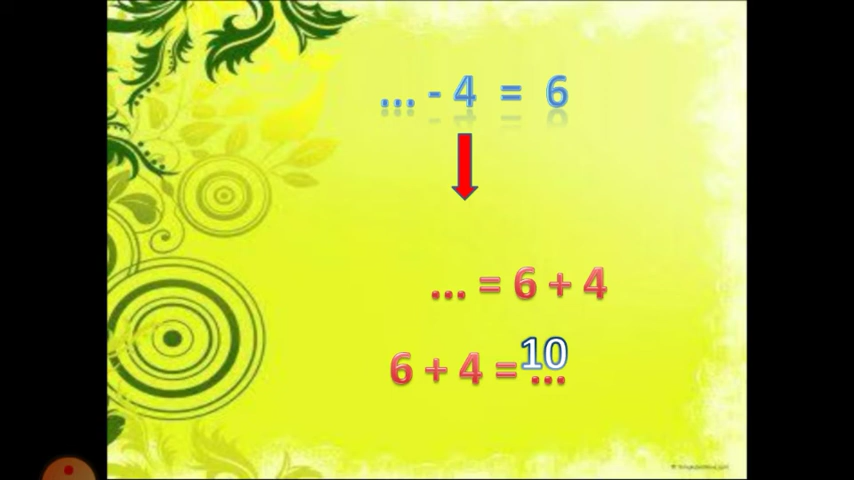 ... - 4 = 6
... = 6 + 4
6 + 4 = ...
10